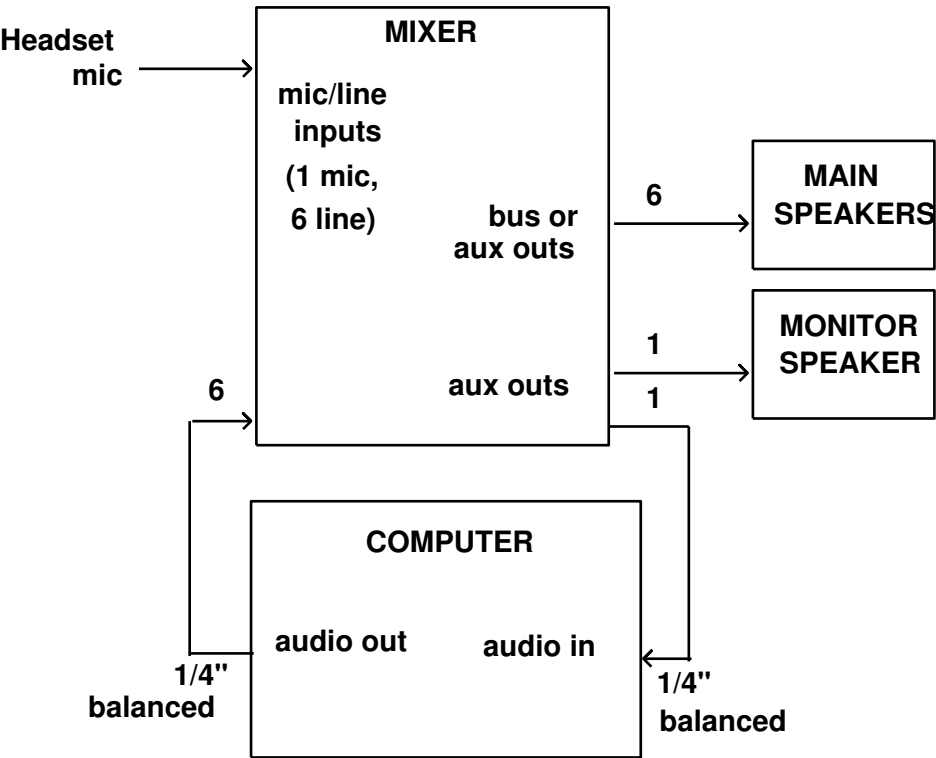 Headset
mic
MIXER
mic/line
inputs
(1 mic,
6 line)
bus or
aux outs
6
MAIN
SPEAKERS
1
MONITOR
SPEAKER
aux outs
1
6
COMPUTER
audio out
audio in
1/4"
balanced
1/4"
balanced